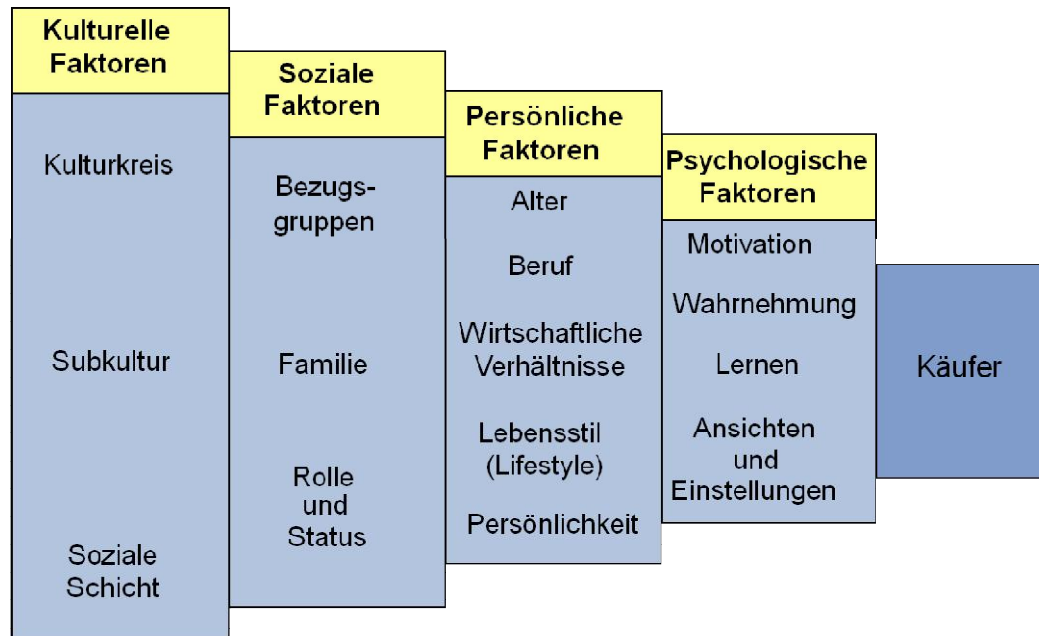 Kulturelle
Faktoren
Kulturkreis
Subkultur
Soziale
Schicht
Soziale
Faktoren
Bezugs-
gruppen
Familie
Rolle
und
Status
Persönliche
Faktoren
Alter
Beruf
Wirtschaftliche
Verhältnisse
Lebensstil
(Lifestyle)
Persönlichkeit
Psychologische
Faktoren
Motivation
Wahrnehmung
Lernen
Ansichten
und
Einstellungen
Käufer